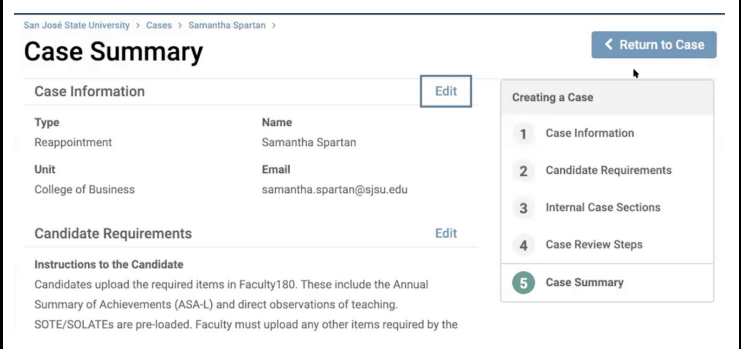 San José State University > Cases > Samantha Spartan >
Case Summary
< Return to Case
Case Information
Edit
Type
Name
Reappointment
Samantha Spartan
Unit
Email
College of Business
samantha.spartan@sjsu.edu
Candidate Requirements
Edit
Instructions to the Candidate
Candidates upload the required items in Faculty180. These include the Annual
Summary of Achievements (ASA-L) and direct observations of teaching.
SOTE/SOLATEs are pre-loaded. Faculty must upload any other items required by the
Creating a Case
1 Case Information
2 Candidate Requirements
3 Internal Case Sections
4 Case Review Steps
5 Case Summary